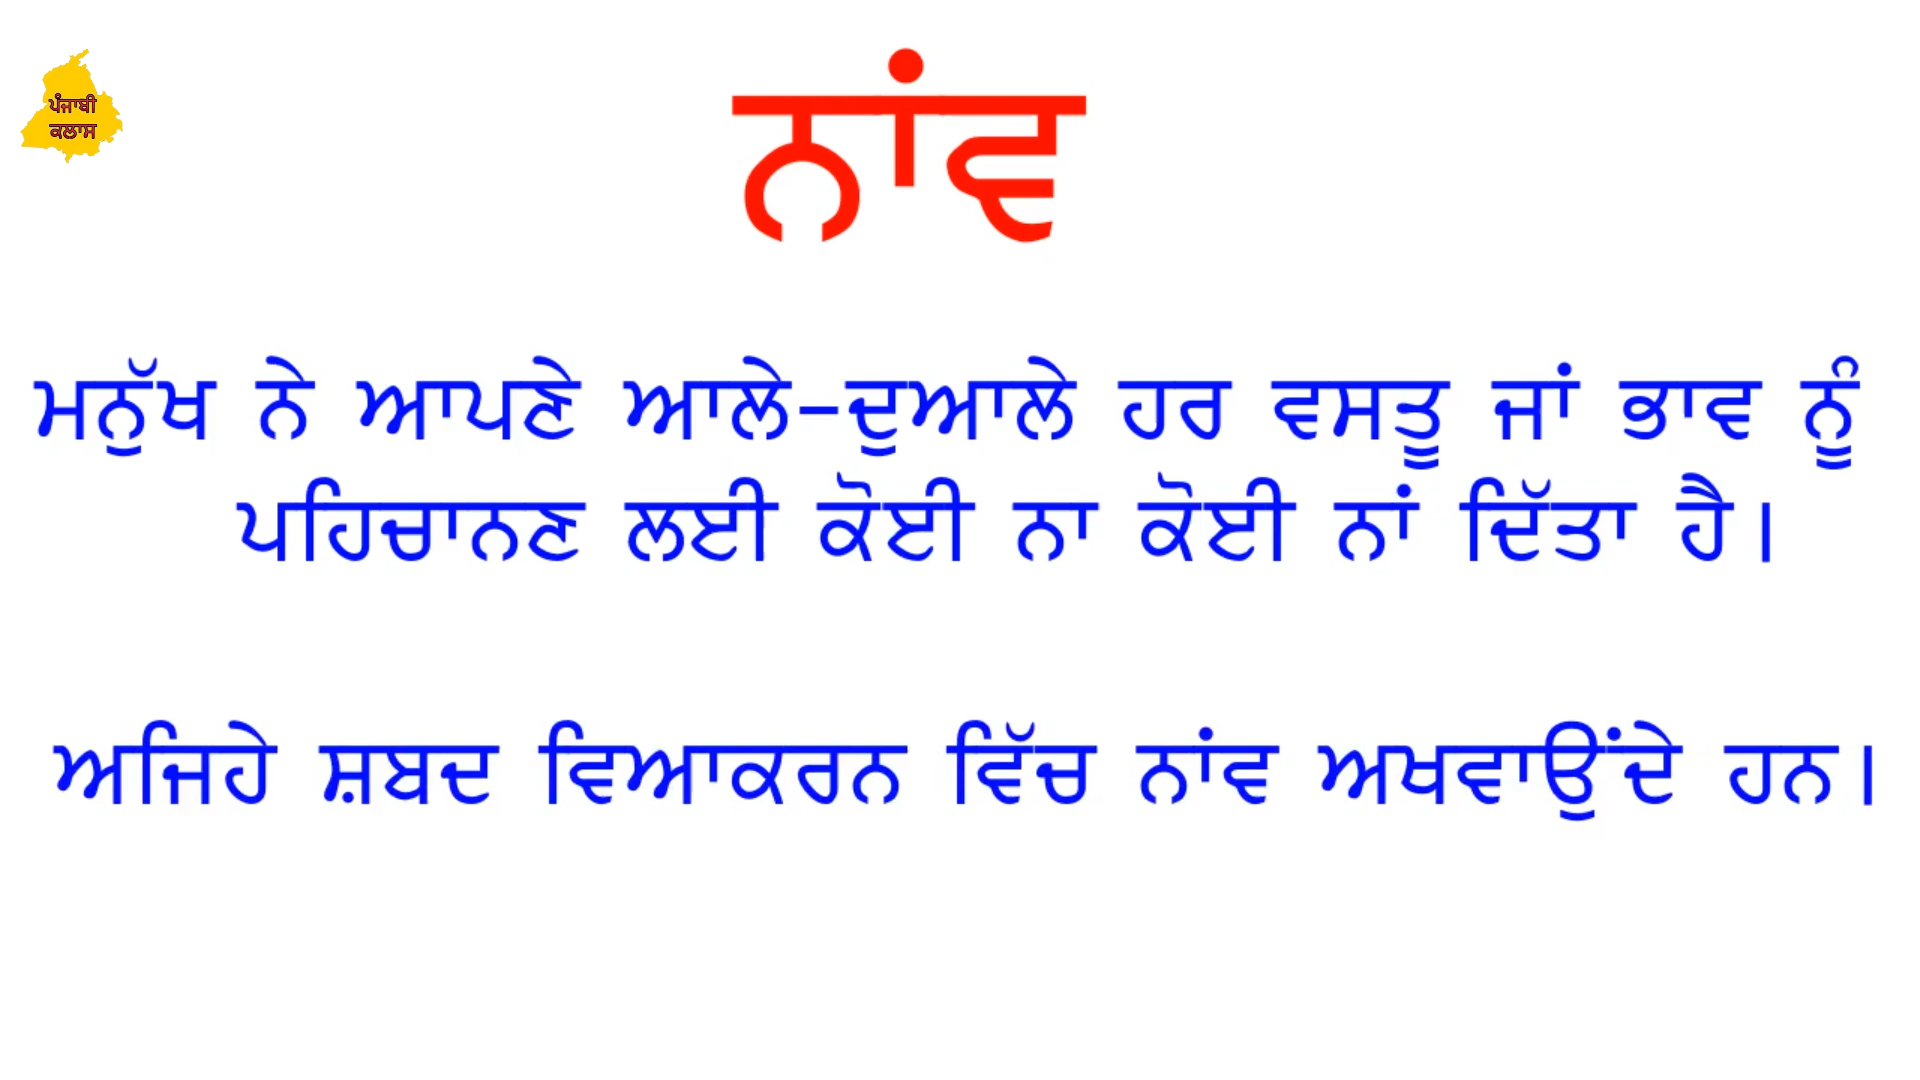 ਪੰਜਾਬੀ
ਕਲਾਸ
ਨਾਂਵ
ਮਨੁੱਖ ਨੇ ਆਪਣੇ ਆਲੇ-ਦੁਆਲੇ ਹਰ ਵਸਤੂ ਜਾਂ ਭਾਵ ਨੂੰ
ਪਹਿਚਾਨਣ ਲਈ ਕੋਈ ਨਾ ਕੋਈ ਨਾਂ ਦਿੱਤਾ ਹੈ।
ਅਜਿਹੇ ਸ਼ਬਦ ਵਿਆਕਰਨ ਵਿੱਚ ਨਾਂਵ ਅਖਵਾਉਂਦੇ ਹਨ।